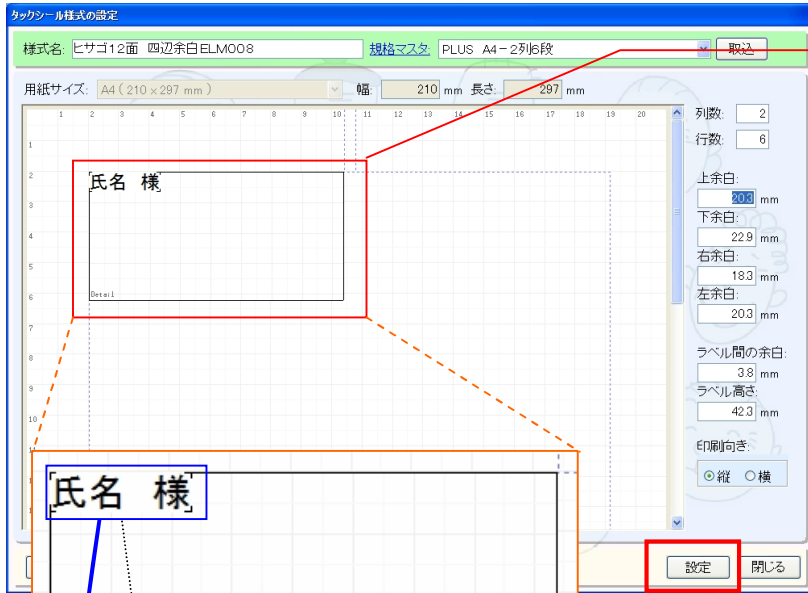 タックシール様式の設定
様式名: ヒサゴ12面 四辺余白ELM008 規格マスタ: PLUS A4-2列6段 取込
用紙サイズ: A4(210×297 mm) 幅: 210 mm 長さ: 297 mm
1 2 3 4 5 6 7 8 9 10 11 12 13 14 15 16 17 18 19 20
1
2
3
4
5
6
7
8
9
10
氏名 様
Detail
列数: 2
行数: 6
上余白:
20.3 mm
下余白:
22.9 mm
右余白:
18.3 mm
左余白:
20.3 mm
ラベル間の余白:
3.8 mm
ラベル高さ:
42.3 mm
印刷向き:
縦 横
氏名 様
設定 閉じる